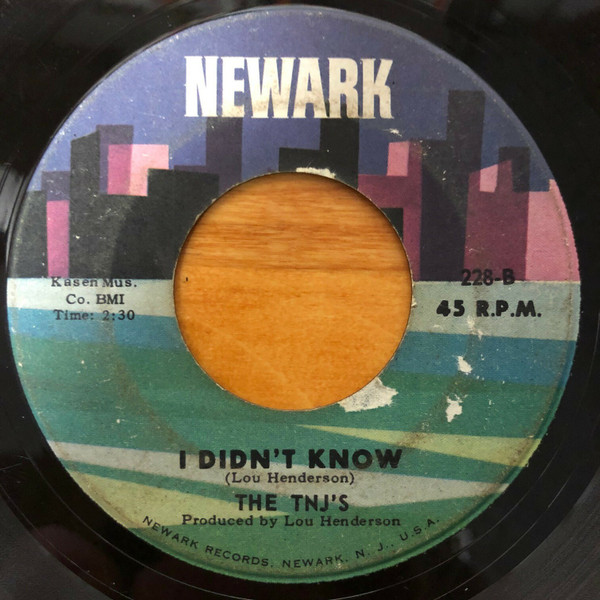 NEWARK
Kasen Mus.
Co. BMI
Time: 2:30
228-B
45 R.P.M.
I DIDN'T KNOW
(Lou Henderson)
THE TNJ'S
Produced by Lou Henderson
NEWARK RECORDS, NEWARK, N. J., U.S.A.